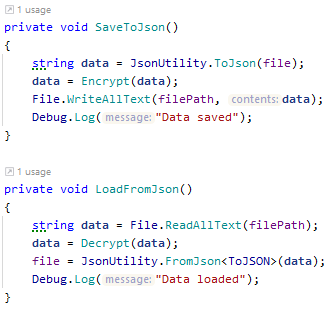 1 usage
private void SaveToJson()
{
    string data = JsonUtility.ToJson(file);
    data = Encrypt(data);
    File.WriteAllText(filePath, contents: data);
    Debug.Log( message: "Data saved");
}
1 usage
private void LoadFromJson()
{
    string data = File.ReadAllText(filePath);
    data = Decrypt(data);
    file = JsonUtility.FromJson<ToJSON>(data);
    Debug.Log( message: "Data loaded");
}